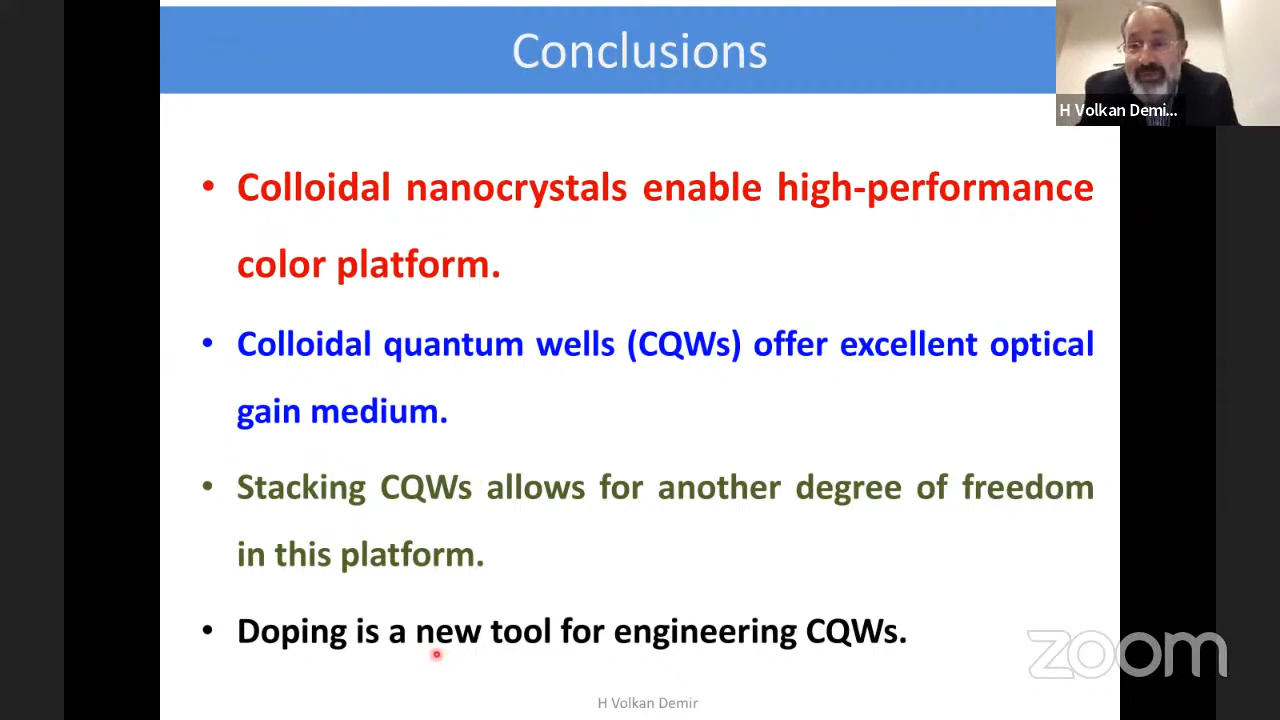 Conclusions
H Volkan Demi...
• Colloidal nanocrystals enable high-performance
color platform.
• Colloidal quantum wells (CQWs) offer excellent optical
gain medium.
• Stacking CQWs allows for another degree of freedom
in this platform.
• Doping is a new tool for engineering CQWs.
zoom
H Volkan Demir